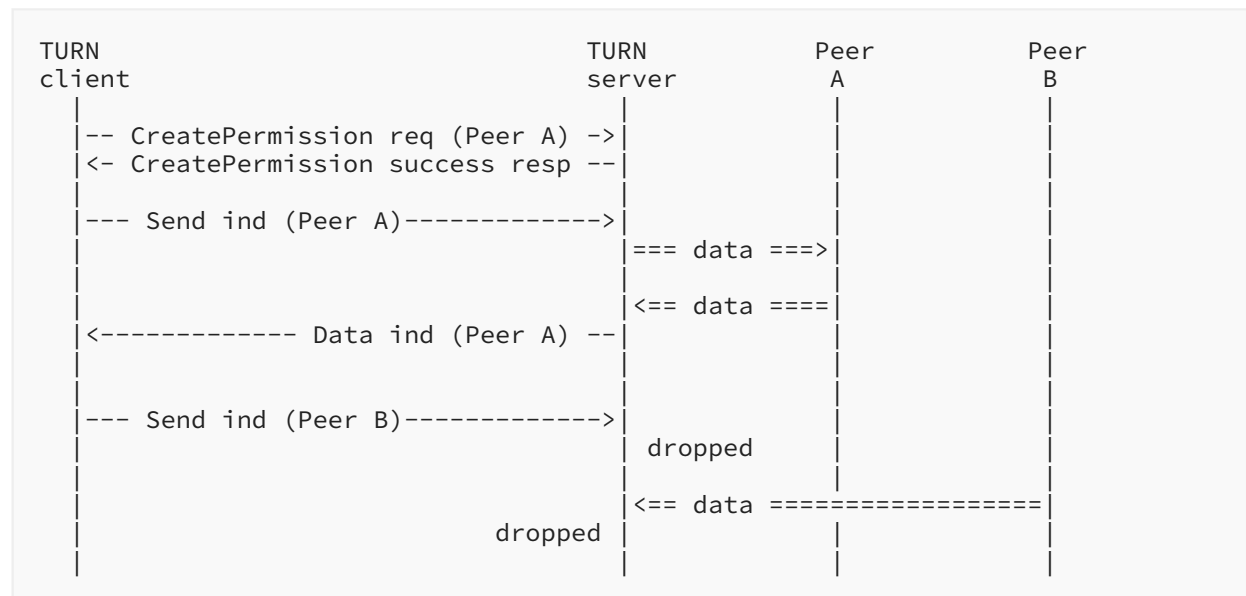 TURN                                 TURN          Peer          Peer
client                               server         A             B
  |                                    |             |             |
  |-- CreatePermission req (Peer A) ->|             |             |
  |<- CreatePermission success resp --|             |             |
  |                                    |             |             |
  |--- Send ind (Peer A)------------->|             |             |
  |                                    |=== data ===>|             |
  |                                    |             |             |
  |                                    |<== data ====|             |
  |<------------- Data ind (Peer A) --|             |             |
  |                                    |             |             |
  |                                    |             |             |
  |--- Send ind (Peer B)------------->|             |             |
  |                                    | dropped     |             |
  |                                    |             |             |
  |                                    |<== data ==================|
  |                            dropped |             |             |
  |                                    |             |             |